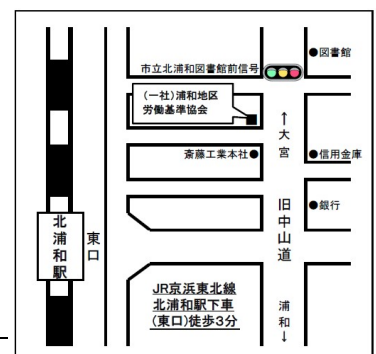 ●図書館
市立北浦和図書館前信号
(一社)浦和地区
労働基準協会
↑
大
宮
斎藤工業本社●
●信用金庫
●銀行
旧中山道
北浦和駅
東口
JR京浜東北線
北浦和駅下車
(東口)徒歩3分
浦和↓